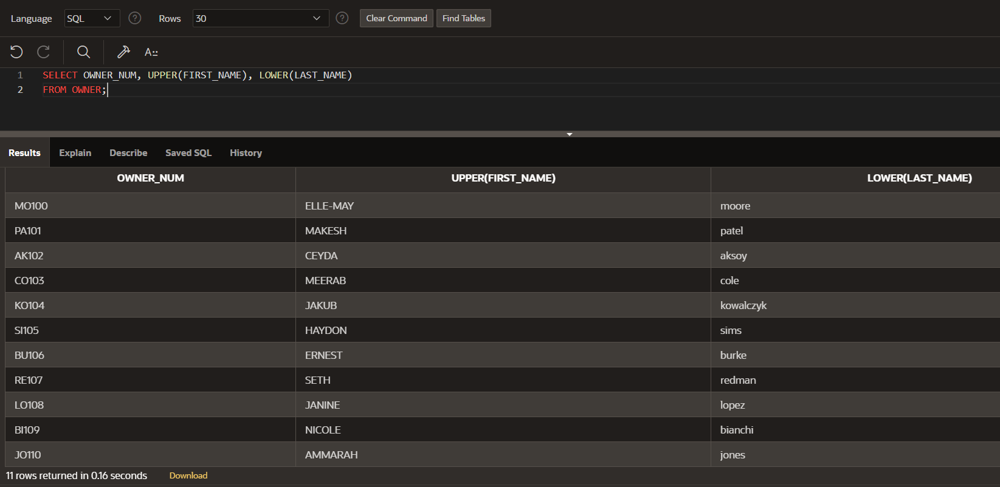 Language SQL ? Rows 30 ? Clear Command Find Tables
A::
1 SELECT OWNER_NUM, UPPER(FIRST_NAME), LOWER(LAST_NAME)
2 FROM OWNER;
Results Explain Describe Saved SQL History
OWNER_NUM UPPER(FIRST_NAME) LOWER(LAST_NAME)
MO100 ELLE-MAY moore
PA101 MAKESH patel
AK102 CEYDA aksoy
CO103 MEERAB cole
KO104 JAKUB kowalczyk
SI105 HAYDON sims
BU106 ERNEST burke
RE107 SETH redman
LO108 JANINE lopez
BI109 NICOLE bianchi
JO110 AMMARAH jones
11 rows returned in 0.16 seconds Download